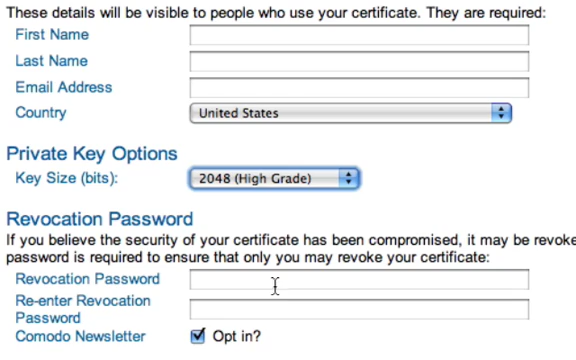 These details will be visible to people who use your certificate. They are required:
First Name
Last Name
Email Address
Country United States
Private Key Options
Key Size (bits): 2048 (High Grade)
Revocation Password
If you believe the security of your certificate has been compromised, it may be revoke
password is required to ensure that only you may revoke your certificate:
Revocation Password
Re-enter Revocation
Password
Comodo Newsletter Opt in?